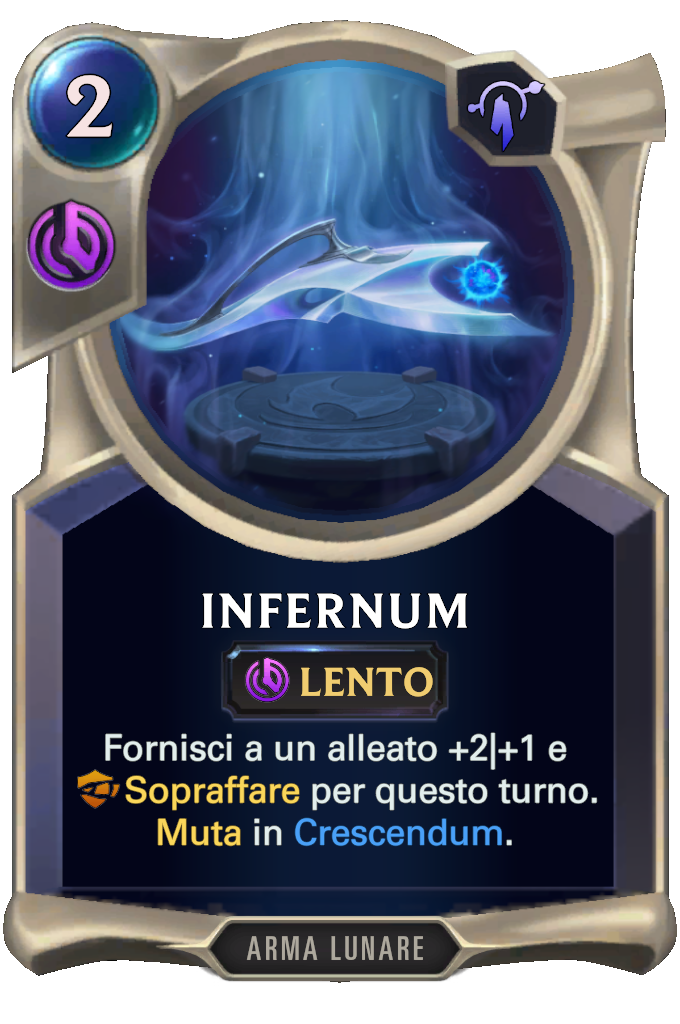 2
INFERNUM
LENTO
Fornisci a un alleato +2|+1 e
Sopraffare per questo turno.
Muta in Crescendum.
ARMA LUNARE